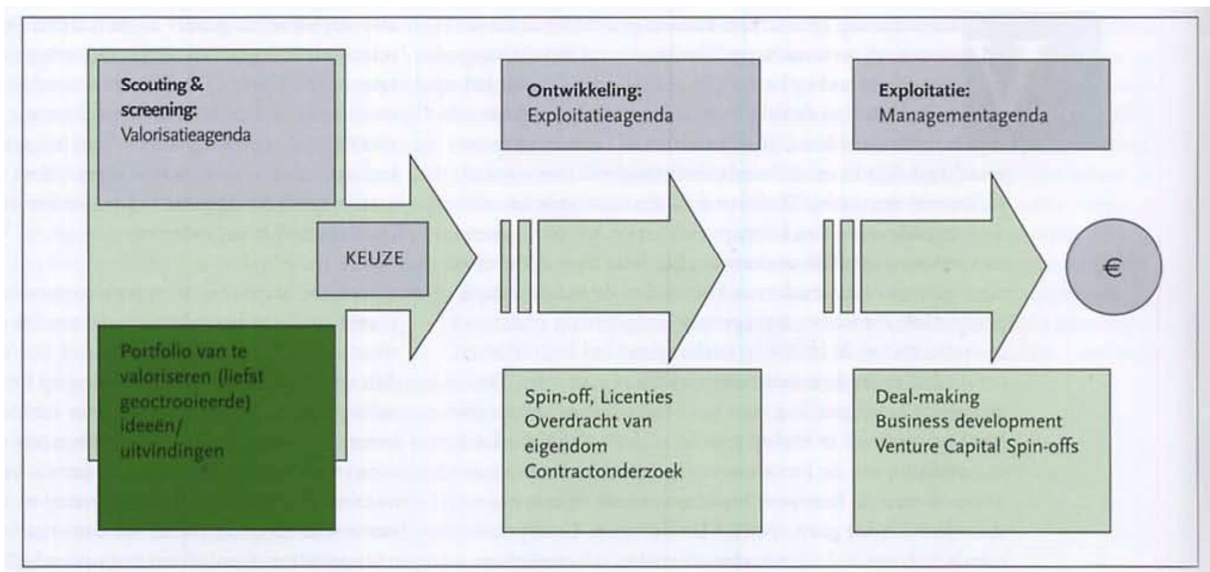 Scouting &
screening:
Valorisatieagenda
KEUZE
Portfolio van te
valoriseren (liefst
geoctrooieerde)
ideeën/
uitvindingen
Ontwikkeling:
Exploitatieagenda
Spin-off, Licenties
Overdracht van
eigendom
Contractonderzoek
Exploitatie:
Managementagenda
Deal-making
Business development
Venture Capital Spin-offs
€